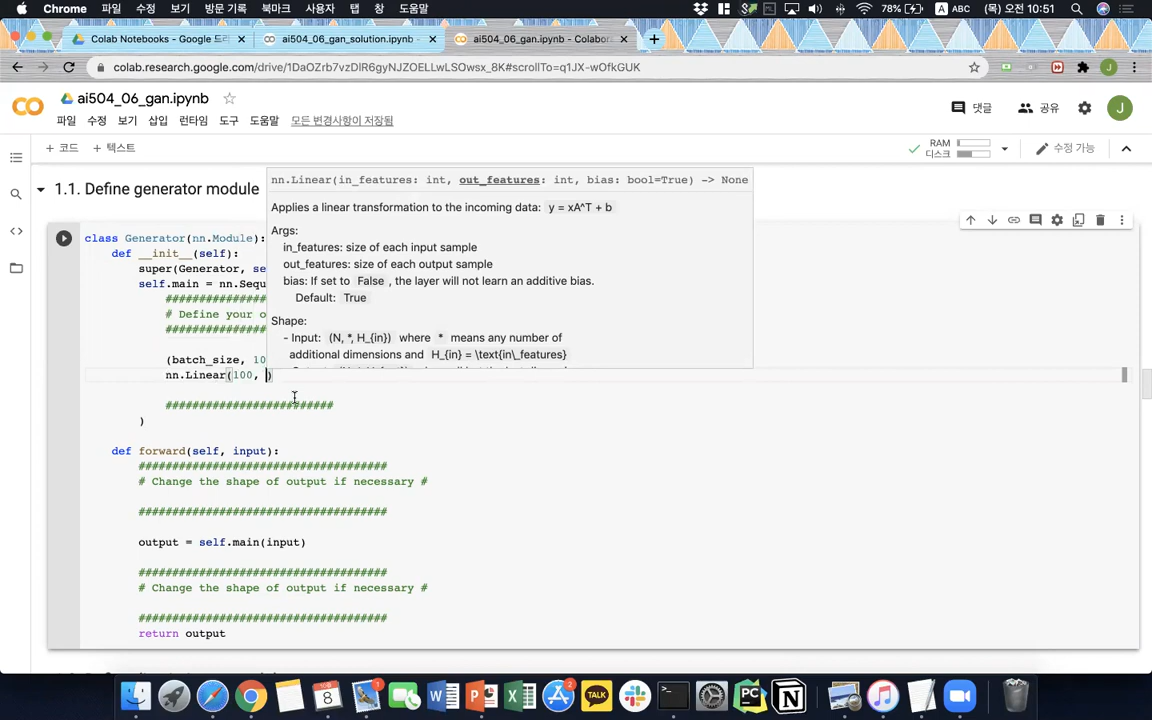 Chrome 파일 수정 보기 방문 기록 북마크 사용자 탭 창 도움말 78% A ABC (목) 오전 10:51
Colab Notebooks - Google 드라 ai504_06_gan_solution.ipynb - ai504_06_gan.ipynb - Colabor
colab.research.google.com/drive/1DaOZrb7vzDlR6gyNJZOELLwLSOwsx_8K#scrollTo=q1JX-wOfkGUK J
ai504_06_gan.ipynb 댓글 공유 J
파일 수정 보기 삽입 런타임 도구 도움말 모든 변경사항이 저장됨
+ 코드 + 텍스트 RAM 디스크 수정 가능
1.1. Define generator module
nn.Linear(in_features: int, out_features: int, bias: bool=True) -> None
Applies a linear transformation to the incoming data: y = xA^T + b
Args:
in_features: size of each input sample
out_features: size of each output sample
bias: If set to False , the layer will not learn an additive bias.
Default: True
Shape:
- Input: (N, *, H_{in}) where * means any number of
additional dimensions and H_{in} = \text{in\_features}
class Generator(nn.Module):
def __init__(self):
super(Generator, se
self.main = nn.Sequ
###############
# Define your o
###############
(batch_size, 10
nn.Linear(100, )
#########################
)
def forward(self, input):
#####################################
# Change the shape of output if necessary #
#####################################
output = self.main(input)
#####################################
# Change the shape of output if necessary #
#####################################
return output
8
TALK
PC